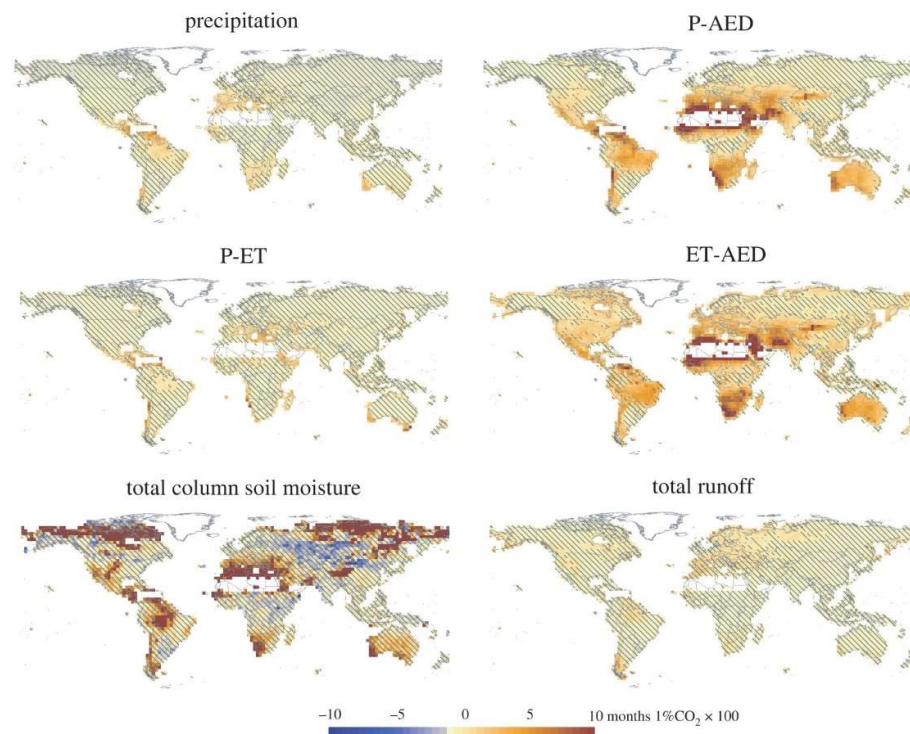 precipitation
P-AED
P-ET
ET-AED
total column soil moisture
total runoff
–10 –5 0 5 10 months 1%CO₂ × 100